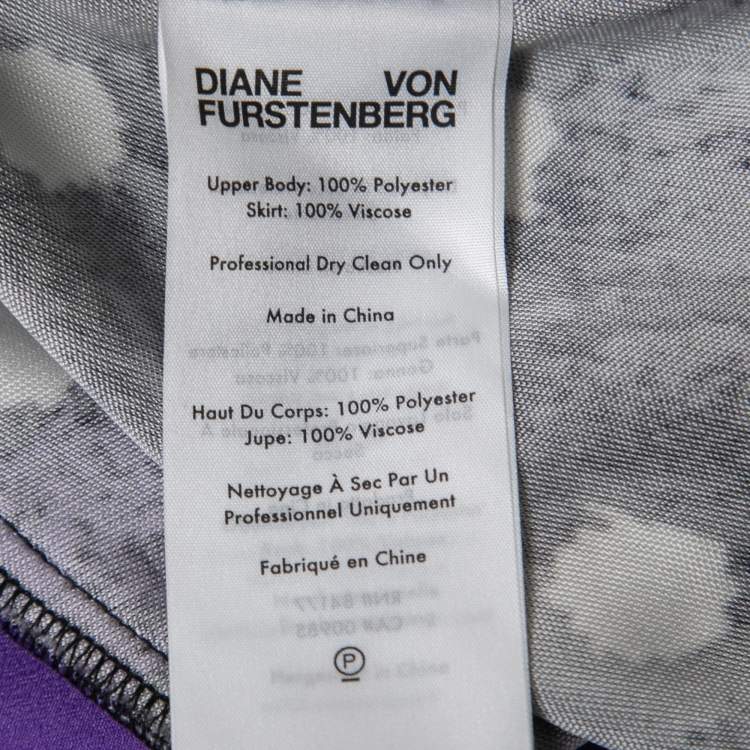 DIANE VON
FURSTENBERG
Upper Body: 100% Polyester
Skirt: 100% Viscose
Professional Dry Clean Only
Made in China
Haut Du Corps: 100% Polyester
Jupe: 100% Viscose
Nettoyage À Sec Par Un
Professionnel Uniquement
Fabriqué en Chine
P